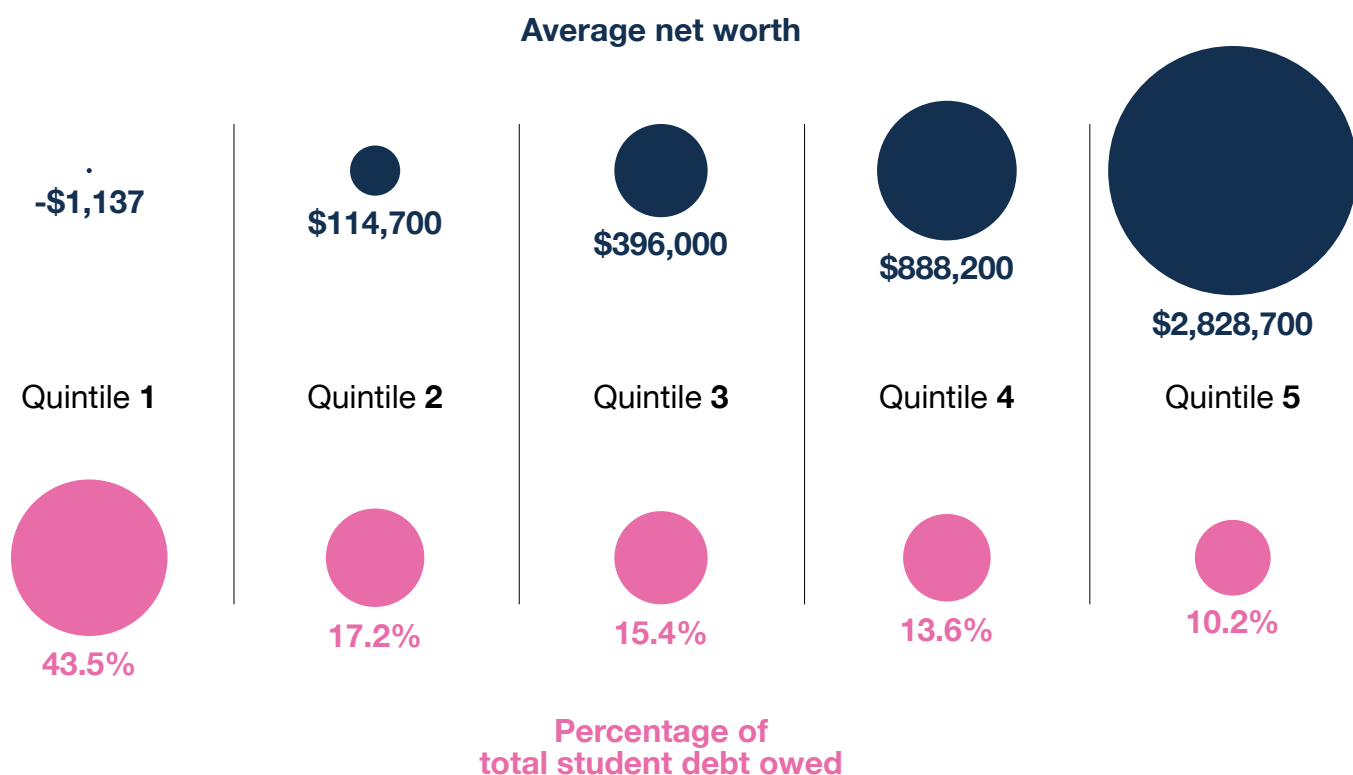 Average net worth
-$1,137
$114,700
$396,000
$888,200
$2,828,700
Quintile 1
Quintile 2
Quintile 3
Quintile 4
Quintile 5
43.5%
17.2%
15.4%
13.6%
10.2%
Percentage of
total student debt owed